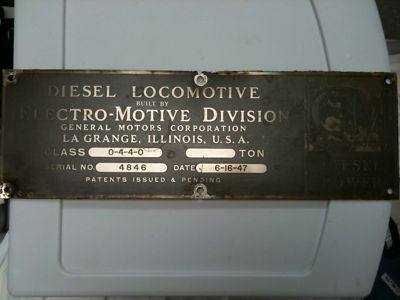 DIESEL LOCOMOTIVE
BUILT BY
ELECTRO-MOTIVE DIVISION
GENERAL MOTORS CORPORATION
LA GRANGE, ILLINOIS, U.S.A.
CLASS 0-4-4-0 TON
SERIAL NO. 4846 DATE 6-16-47
PATENTS ISSUED & PENDING